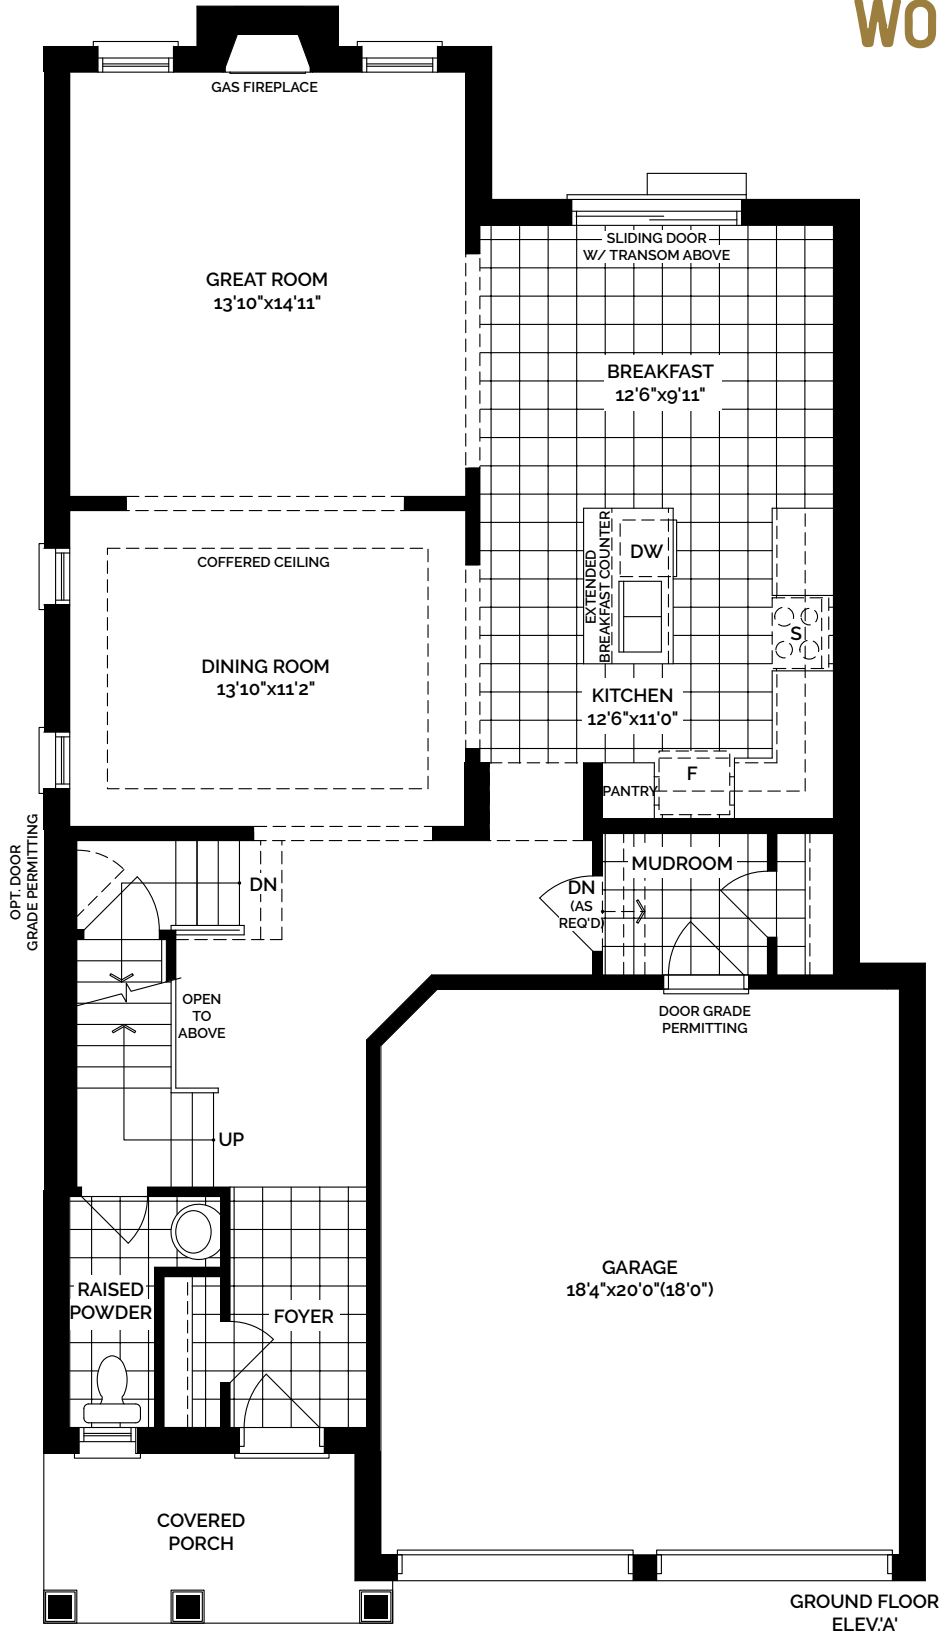 WO
GAS FIREPLACE
GREAT ROOM
13'10"x14'11"
SLIDING DOOR
W/ TRANSOM ABOVE
BREAKFAST
12'6"x9'11"
COFFERED CEILING
EXTENDED
BREAKFAST COUNTER
DW
S
DINING ROOM
13'10"x11'2"
KITCHEN
12'6"x11'0"
F
PANTRY
OPT. DOOR
GRADE PERMITTING
DN
MUDROOM
DN
(AS
REQ'D)
OPEN
TO
ABOVE
DOOR GRADE
PERMITTING
UP
RAISED
POWDER
FOYER
GARAGE
18'4"x20'0"(18'0")
COVERED
PORCH
GROUND FLOOR
ELEV.'A'